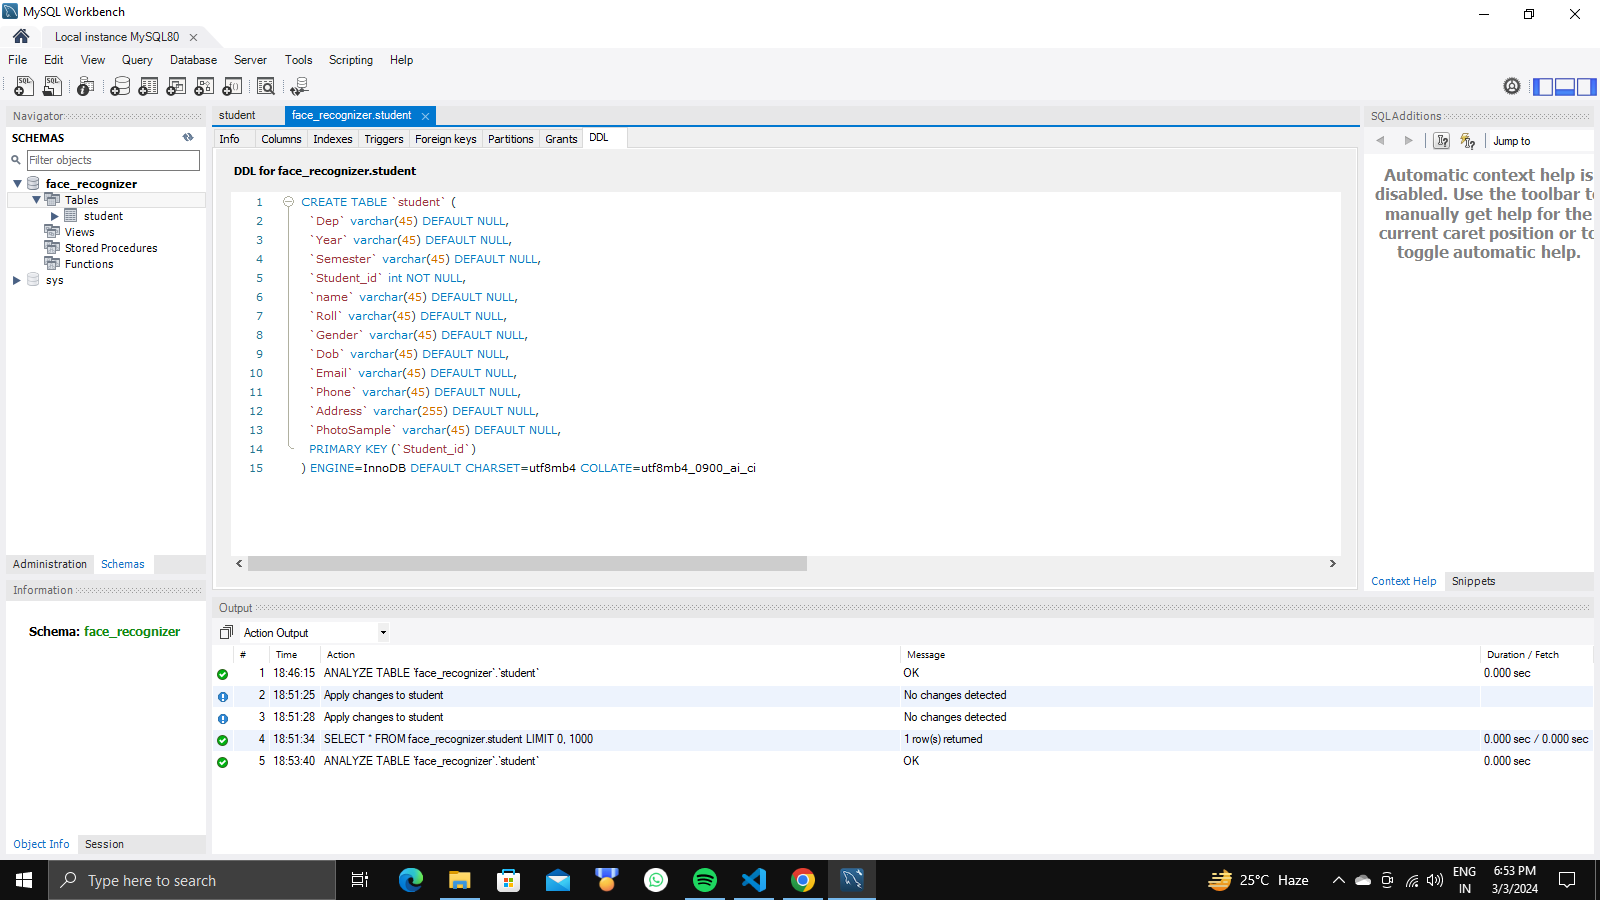 MySQL Workbench
Local instance MySQL80
File Edit View Query Database Server Tools Scripting Help
Navigator
SCHEMAS
Filter objects
face_recognizer
Tables
student
Views
Stored Procedures
Functions
sys
Administration Schemas
Information
Schema: face_recognizer
Object Info Session
student face_recognizer.student
Info Columns Indexes Triggers Foreign keys Partitions Grants DDL
DDL for face_recognizer.student
1 CREATE TABLE `student` (
2 `Dep` varchar(45) DEFAULT NULL,
3 `Year` varchar(45) DEFAULT NULL,
4 `Semester` varchar(45) DEFAULT NULL,
5 `Student_id` int NOT NULL,
6 `name` varchar(45) DEFAULT NULL,
7 `Roll` varchar(45) DEFAULT NULL,
8 `Gender` varchar(45) DEFAULT NULL,
9 `Dob` varchar(45) DEFAULT NULL,
10 `Email` varchar(45) DEFAULT NULL,
11 `Phone` varchar(45) DEFAULT NULL,
12 `Address` varchar(255) DEFAULT NULL,
13 `PhotoSample` varchar(45) DEFAULT NULL,
14 PRIMARY KEY (`Student_id`)
15 ) ENGINE=InnoDB DEFAULT CHARSET=utf8mb4 COLLATE=utf8mb4_0900_ai_ci
SQLAdditions
Jump to
Automatic context help is
disabled. Use the toolbar t
manually get help for the
current caret position or to
toggle automatic help.
Context Help Snippets
Output
Action Output
# Time Action Message Duration / Fetch
1 18:46:15 ANALYZE TABLE `face_recognizer`.`student` OK 0.000 sec
2 18:51:25 Apply changes to student No changes detected
3 18:51:28 Apply changes to student No changes detected
4 18:51:34 SELECT * FROM face_recognizer.student LIMIT 0, 1000 1 row(s) returned 0.000 sec / 0.000 sec
5 18:53:40 ANALYZE TABLE `face_recognizer`.`student` OK 0.000 sec
Type here to search
25°C Haze
ENG
IN
6:53 PM
3/3/2024